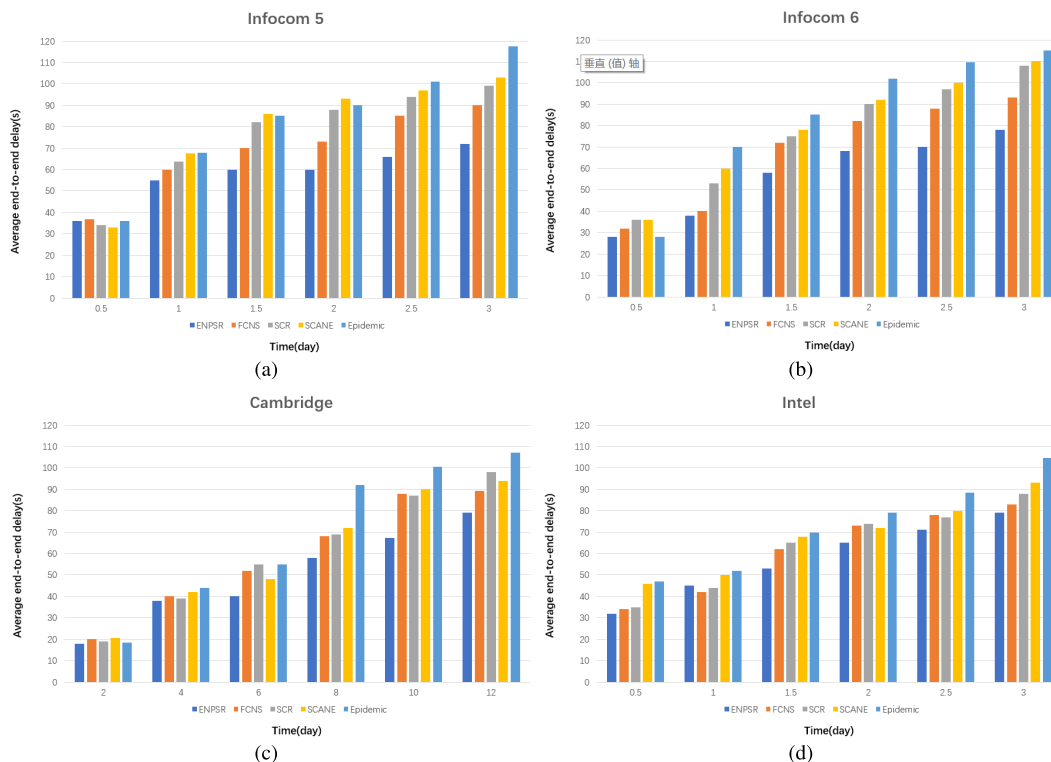 Infocom 5
Average end-to-end delay(s)
120
110
100
90
80
70
60
50
40
30
20
10
0
0.5 1 1.5 2 2.5 3
ENPSR FCNS SCR SCANE Epidemic
Time(day)
(a)
Infocom 6
Average end-to-end delay(s)
120
垂直 (值) 轴
100
90
80
70
60
50
40
30
20
10
0
0.5 1 1.5 2 2.5 3
ENPSR FCNS SCR SCANE Epidemic
Time(day)
(b)
Cambridge
Average end-to-end delay(s)
120
110
100
90
80
70
60
50
40
30
20
10
0
2 4 6 8 10 12
ENPSR FCNS SCR SCANE Epidemic
Time(day)
(c)
Intel
Average end-to-end delay(s)
120
110
100
90
80
70
60
50
40
30
20
10
0
0.5 1 1.5 2 2.5 3
ENPSR FCNS SCR SCANE Epidemic
Time(day)
(d)